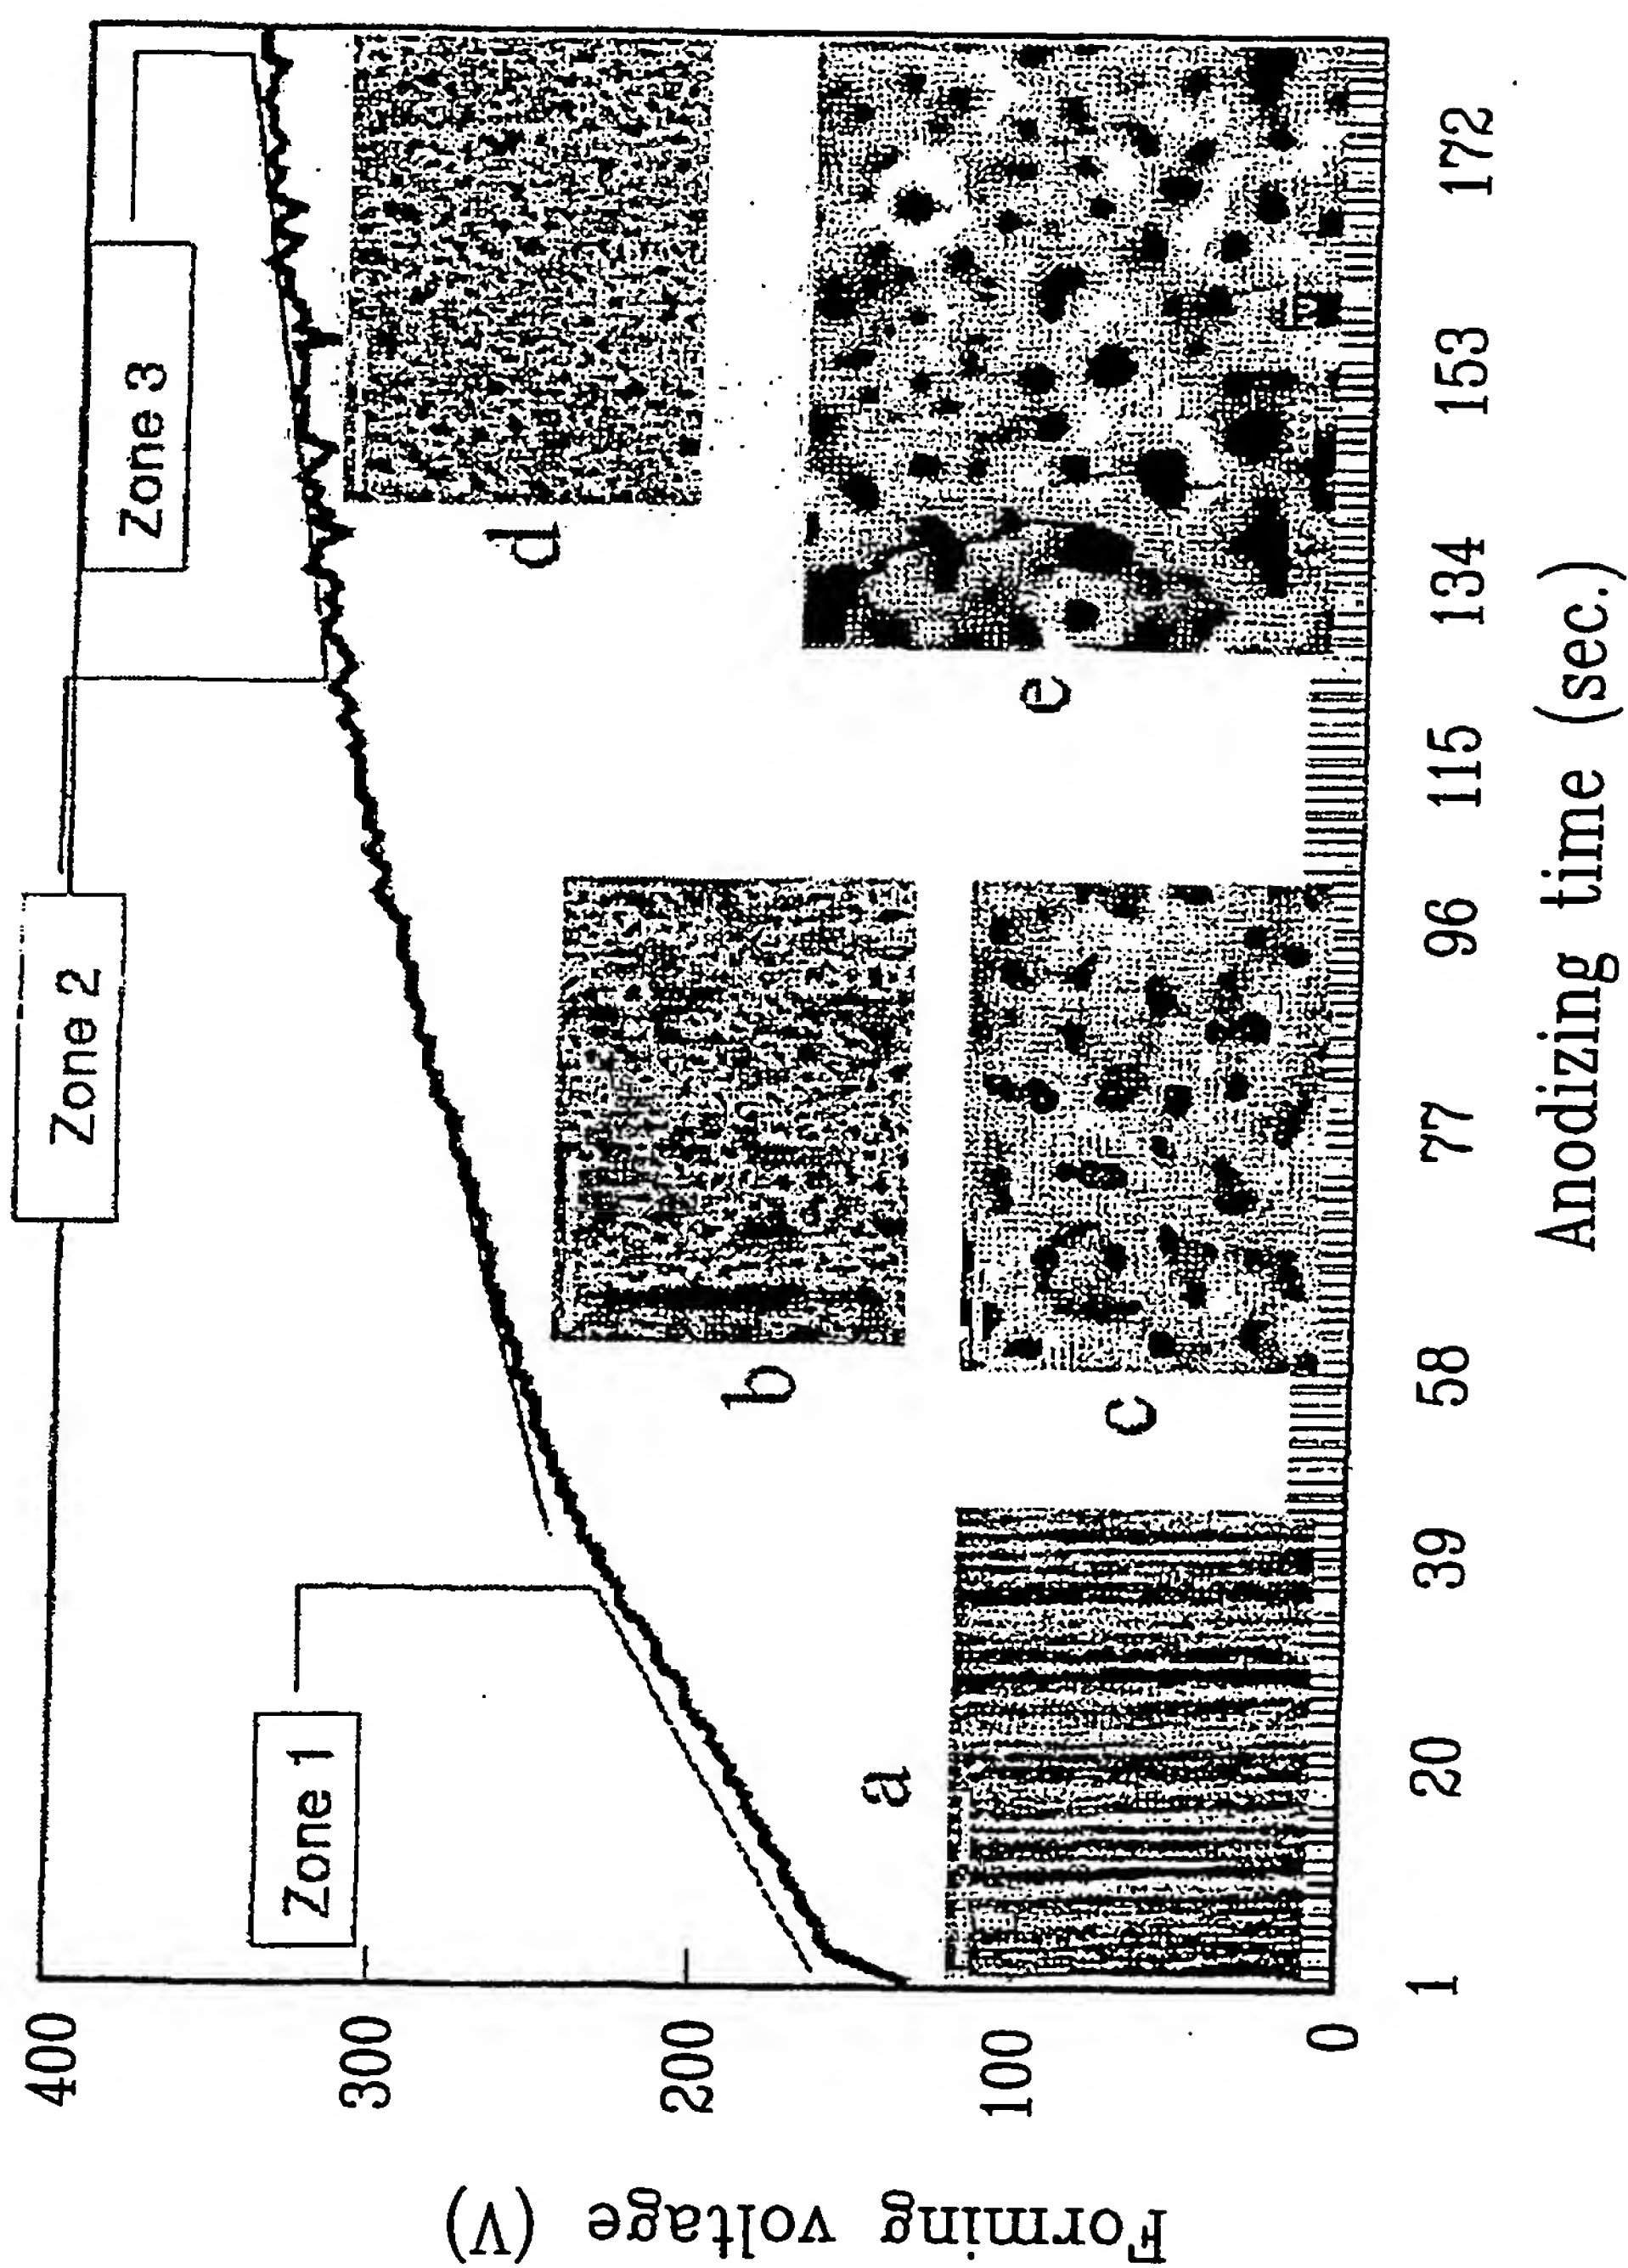 Zone 1
Zone 2
Zone 3
400
300
200
100
0
Forming voltage (V)
a
b
c
d
e
1
20
39
58
77
96
115
134
153
172
Anodizing time (sec.)